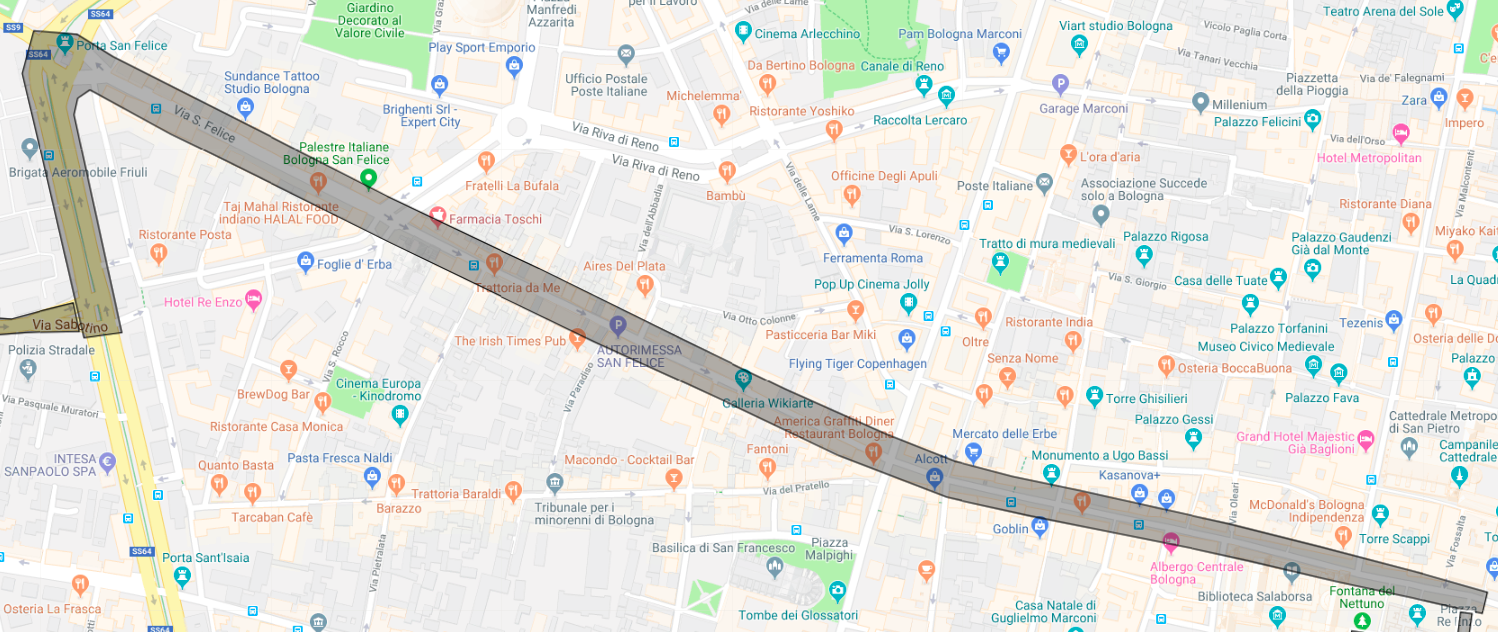 SS9
SS64
Porta San Felice
SS64
Giardino
Decorato al
Valore Civile
Manfredi
Azzarita
per il Lavoro
Via delle Lame
Cinema Arlecchino
Pam Bologna Marconi
Viart studio Bologna
Teatro Arena del Sole
Vicolo Paglia Corta
Via Tanari Vecchia
Play Sport Emporio
Ufficio Postale
Poste Italiane
Da Bertino Bologna
Canale di Reno
Piazzetta
della Pioggia
Via de' Falegnami
Sundance Tattoo
Studio Bologna
Brighenti Srl -
Expert City
Michelemma'
Ristorante Yoshiko
Raccolta Lercaro
Garage Marconi
Millenium
Palazzo Felicini
Zara
Impero
Via S. Felice
Via Riva di Reno
Via Riva di Reno
Via dell'Orso
Hotel Metropolitan
Brigata Aeromobile Friuli
Palestre Italiane
Bologna San Felice
Fratelli La Bufala
Bambù
Via delle Lame
Officine Degli Apuli
L'ora d'aria
Poste Italiane
Associazione Succede
solo a Bologna
Via Malcontenti
Taj Mahal Ristorante
indiano HALAL FOOD
Farmacia Toschi
Via dell'Abbadia
Ristorante Diana
Ristorante Posta
Via S. Lorenzo
Tratto di mura medievali
Palazzo Rigosa
Palazzo Gaudenzi
Già dal Monte
Miyako Kait
Foglie d' Erba
Aires Del Plata
Ferramenta Roma
Via S. Giorgio
Casa delle Tuate
La Quad
Trattoria da Me
Pop Up Cinema Jolly
Hotel Re Enzo
Via Otto Colonne
Pasticceria Bar Miki
Oltre
Ristorante India
Palazzo Torfanini
Tezenis
Via Sabotino
The Irish Times Pub
AUTORIMESSA
SAN FELICE
Flying Tiger Copenhagen
Senza Nome
Museo Civico Medievale
Osteria delle Do
Polizia Stradale
Via S. Rocco
Osteria BoccaBuona
Palazzo
Cinema Europa
- Kinodromo
Via Paradiso
Galleria Wikiarte
Torre Ghisilieri
Palazzo Fava
BrewDog Bar
Via Pasquale Muratori
Ristorante Casa Monica
America Graffiti Diner
Restaurant Bologna
Palazzo Gessi
Cattedrale Metropo
di San Pietro
Mercato delle Erbe
Grand Hotel Majestic
Già Baglioni
Campanile
Cattedrale
INTESA
SANPAOLO SPA
Quanto Basta
Pasta Fresca Naldi
Macondo - Cocktail Bar
Fantoni
Alcott
Monumento a Ugo Bassi
Kasanova+
Trattoria Baraldi
Via del Pratello
Via Oleari
Barazzo
Tarcaban Cafè
Tribunale per i
minorenni di Bologna
Goblin
McDonald's Bologna
Indipendenza
Torre Scappi
Via Fossalta
SS64
Porta Sant'Isaia
Via Pietralata
Basilica di San Francesco
Piazza
Malpighi
Albergo Centrale
Bologna
Osteria La Frasca
Tombe dei Glossatori
Casa Natale di
Guglielmo Marconi
Biblioteca Salaborsa
Fontana del
Nettuno
Piazza
Re Enzo
SS64